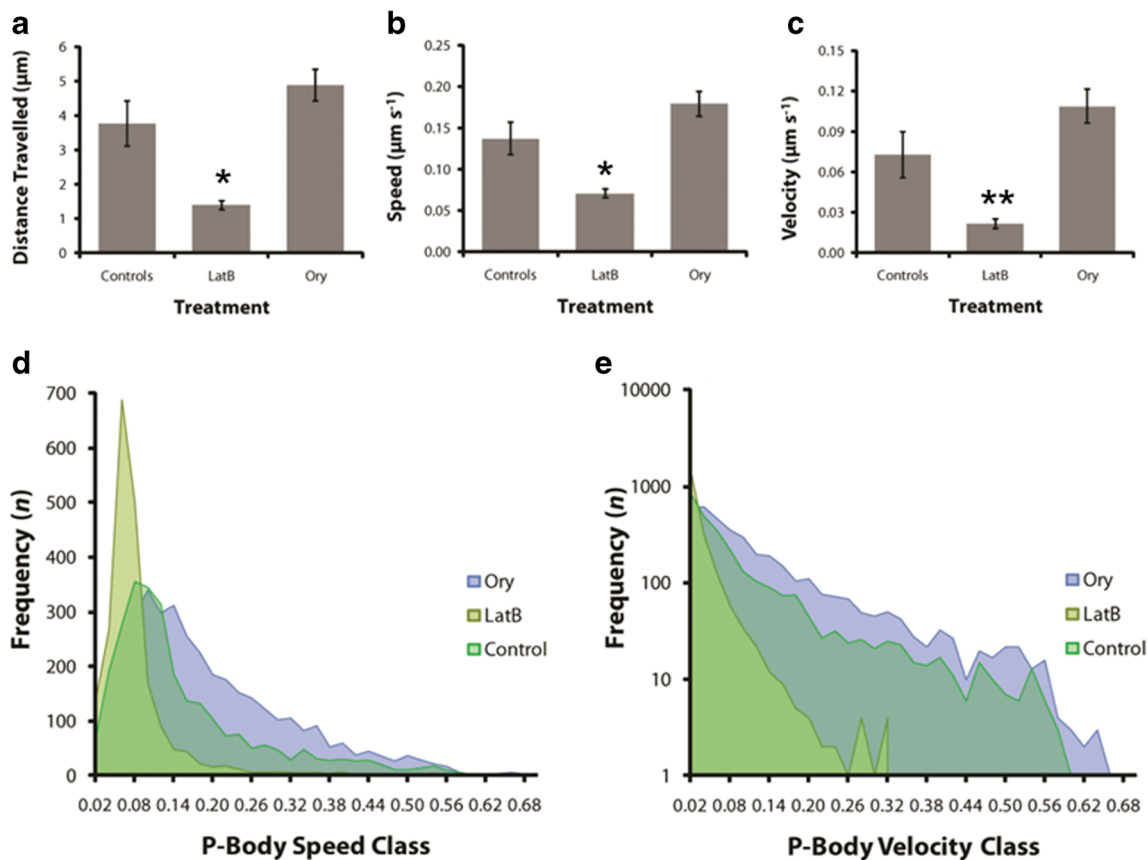 a
Distance Travelled (µm)
6
5
4
3
2
1
0
*
Controls
LatB
Ory
Treatment
b
Speed (µm s⁻¹)
0.25
0.20
0.15
0.10
0.05
0.00
*
Controls
LatB
Ory
Treatment
c
Velocity (µm s⁻¹)
0.15
0.12
0.09
0.06
0.03
0.00
**
Controls
LatB
Ory
Treatment
d
Frequency (n)
700
600
500
400
300
200
100
0
Ory
LatB
Control
0.02 0.08 0.14 0.20 0.26 0.32 0.38 0.44 0.50 0.56 0.62 0.68
P-Body Speed Class
e
Frequency (n)
10000
1000
100
10
1
Ory
LatB
Control
0.02 0.08 0.14 0.20 0.26 0.32 0.38 0.44 0.50 0.56 0.62 0.68
P-Body Velocity Class